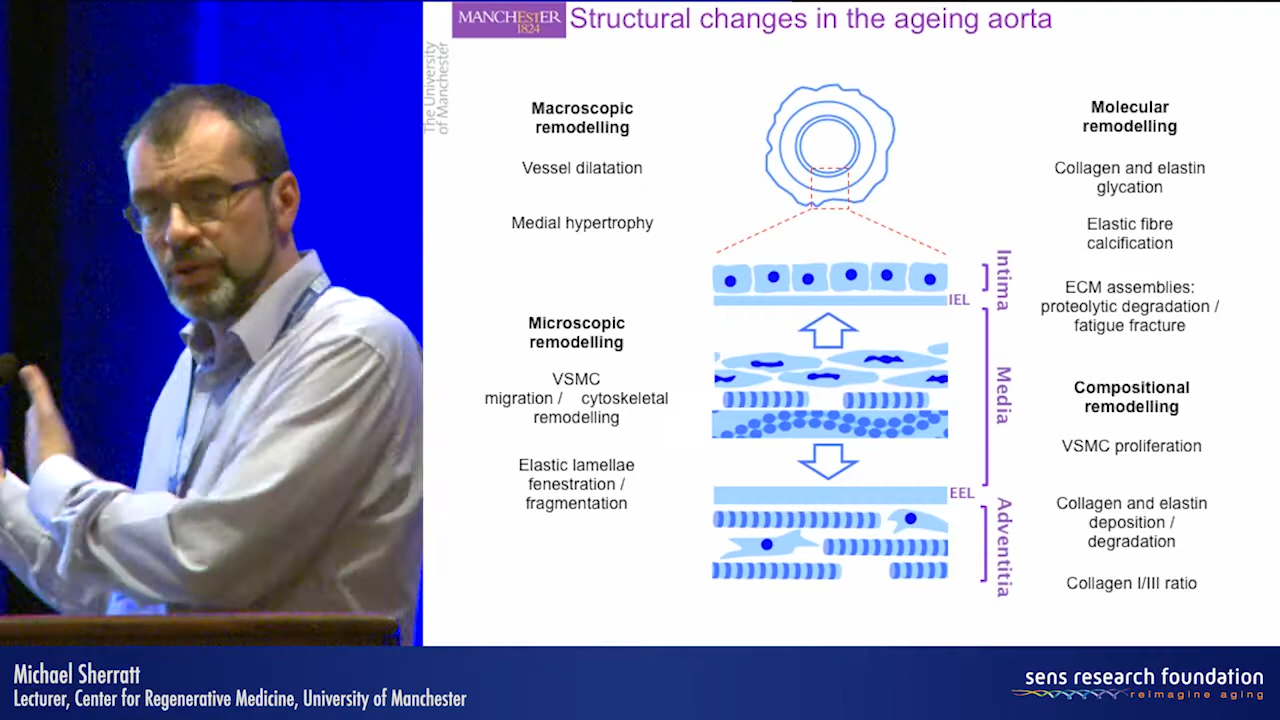 MANCHESTER
1824
The University
of Manchester
Structural changes in the ageing aorta
Macroscopic
remodelling
Vessel dilatation
Medial hypertrophy
Microscopic
remodelling
VSMC
migration / cytoskeletal
remodelling
Elastic lamellae
fenestration /
fragmentation
Intima
IEL
Media
EEL
Adventitia
Molecular
remodelling
Collagen and elastin
glycation
Elastic fibre
calcification
ECM assemblies:
proteolytic degradation /
fatigue fracture
Compositional
remodelling
VSMC proliferation
Collagen and elastin
deposition /
degradation
Collagen I/III ratio
Michael Sherratt
Lecturer, Center for Regenerative Medicine, University of Manchester
sens research foundation
reimagine aging